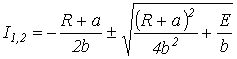 I₁,₂ = −(R + a)/(2b) ± √((R + a)²/(4b²) + E/b)